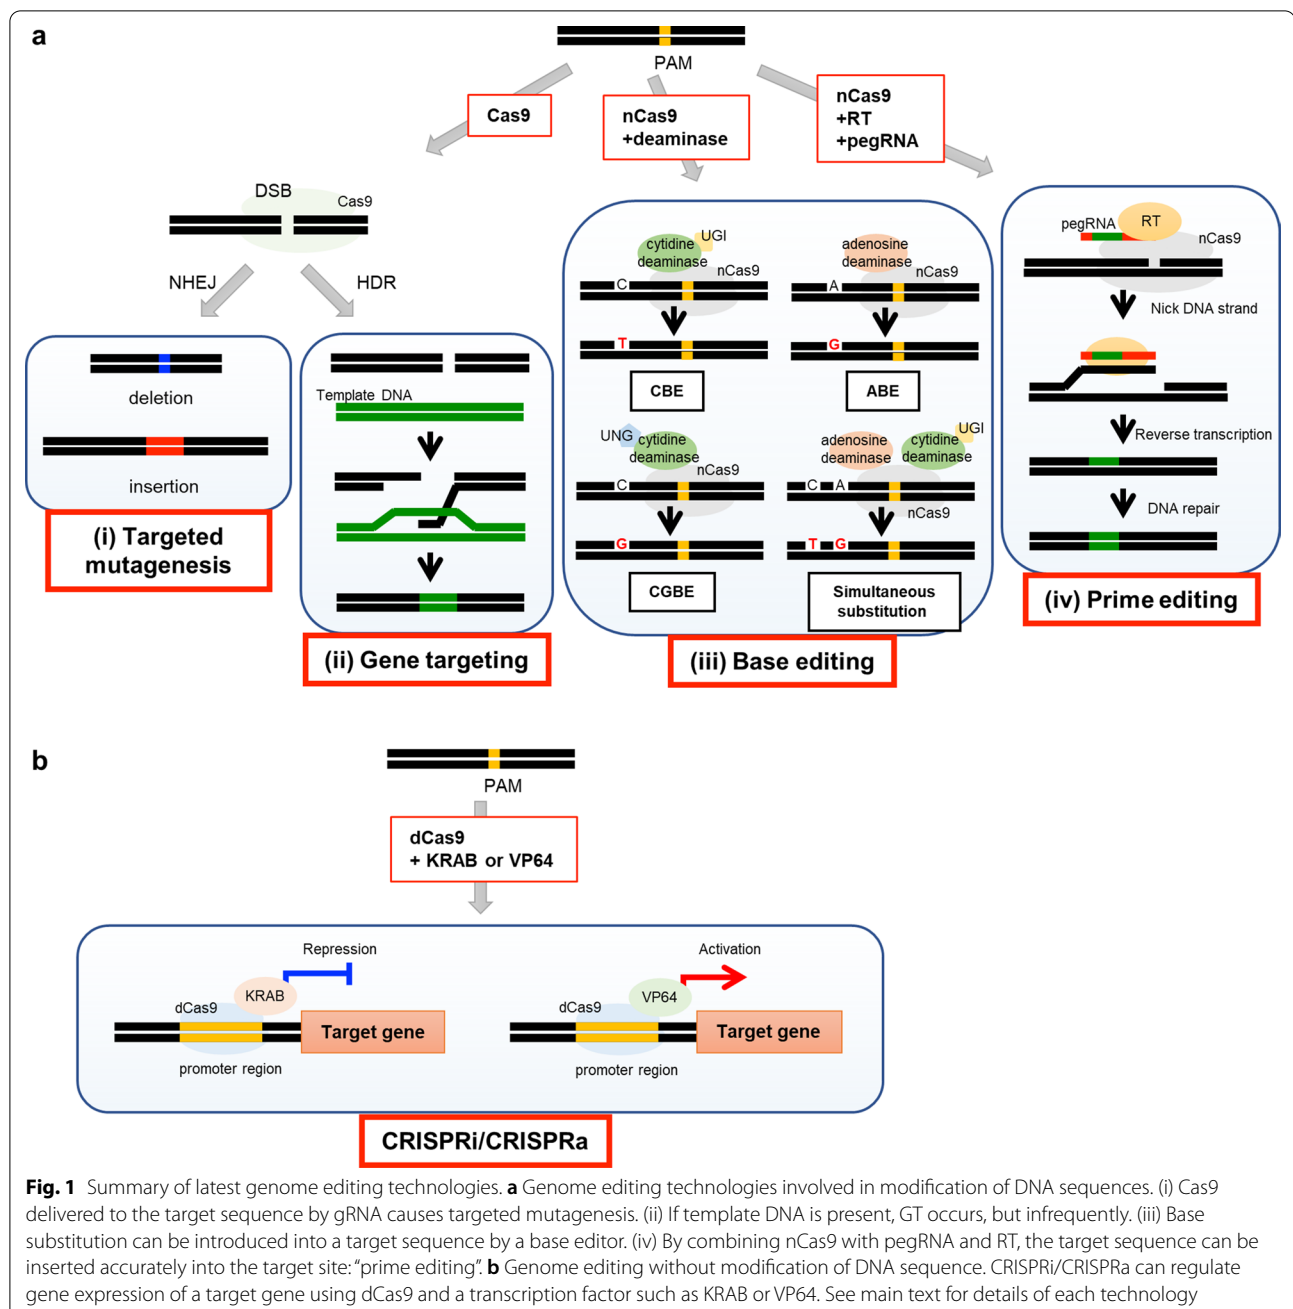 a
PAM
Cas9
nCas9
+deaminase
nCas9
+RT
+pegRNA
DSB
Cas9
NHEJ
HDR
deletion
insertion
(i) Targeted
mutagenesis
Template DNA
(ii) Gene targeting
cytidine
deaminase
UGI
nCas9
C
T
CBE
adenosine
deaminase
nCas9
A
G
ABE
UNG
cytidine
deaminase
nCas9
C
G
CGBE
adenosine
deaminase
cytidine
deaminase
UGI
C A
nCas9
T G
Simultaneous
substitution
(iii) Base editing
pegRNA
RT
nCas9
Nick DNA strand
Reverse transcription
DNA repair
(iv) Prime editing
b
PAM
dCas9
+ KRAB or VP64
Repression
KRAB
dCas9
Target gene
promoter region
Activation
VP64
dCas9
Target gene
promoter region
CRISPRi/CRISPRa
Fig. 1 Summary of latest genome editing technologies. a Genome editing technologies involved in modification of DNA sequences. (i) Cas9
delivered to the target sequence by gRNA causes targeted mutagenesis. (ii) If template DNA is present, GT occurs, but infrequently. (iii) Base
substitution can be introduced into a target sequence by a base editor. (iv) By combining nCas9 with pegRNA and RT, the target sequence can be
inserted accurately into the target site: “prime editing”. b Genome editing without modification of DNA sequence. CRISPRi/CRISPRa can regulate
gene expression of a target gene using dCas9 and a transcription factor such as KRAB or VP64. See main text for details of each technology